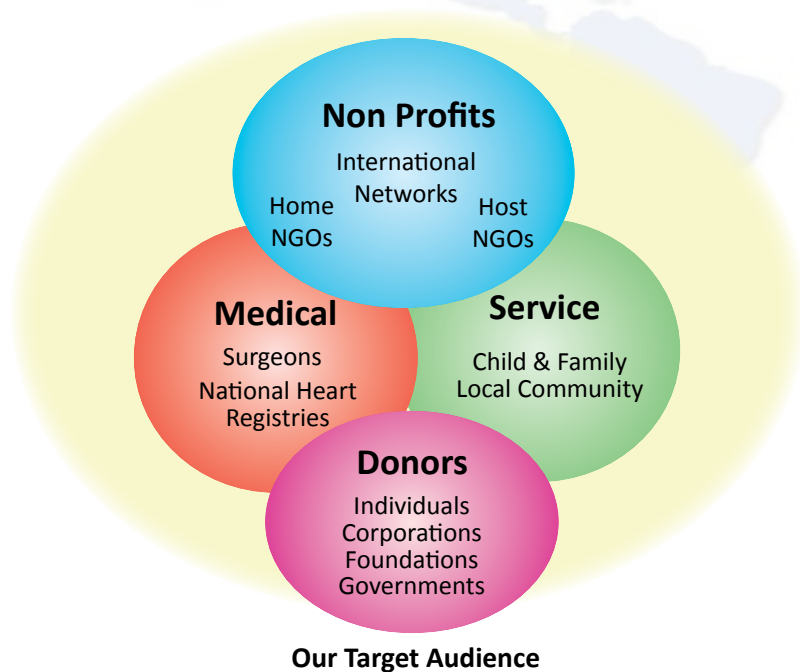 Non Profits
International
Networks
Home
NGOs
Host
NGOs
Medical
Surgeons
National Heart
Registries
Service
Child & Family
Local Community
Donors
Individuals
Corporations
Foundations
Governments
Our Target Audience